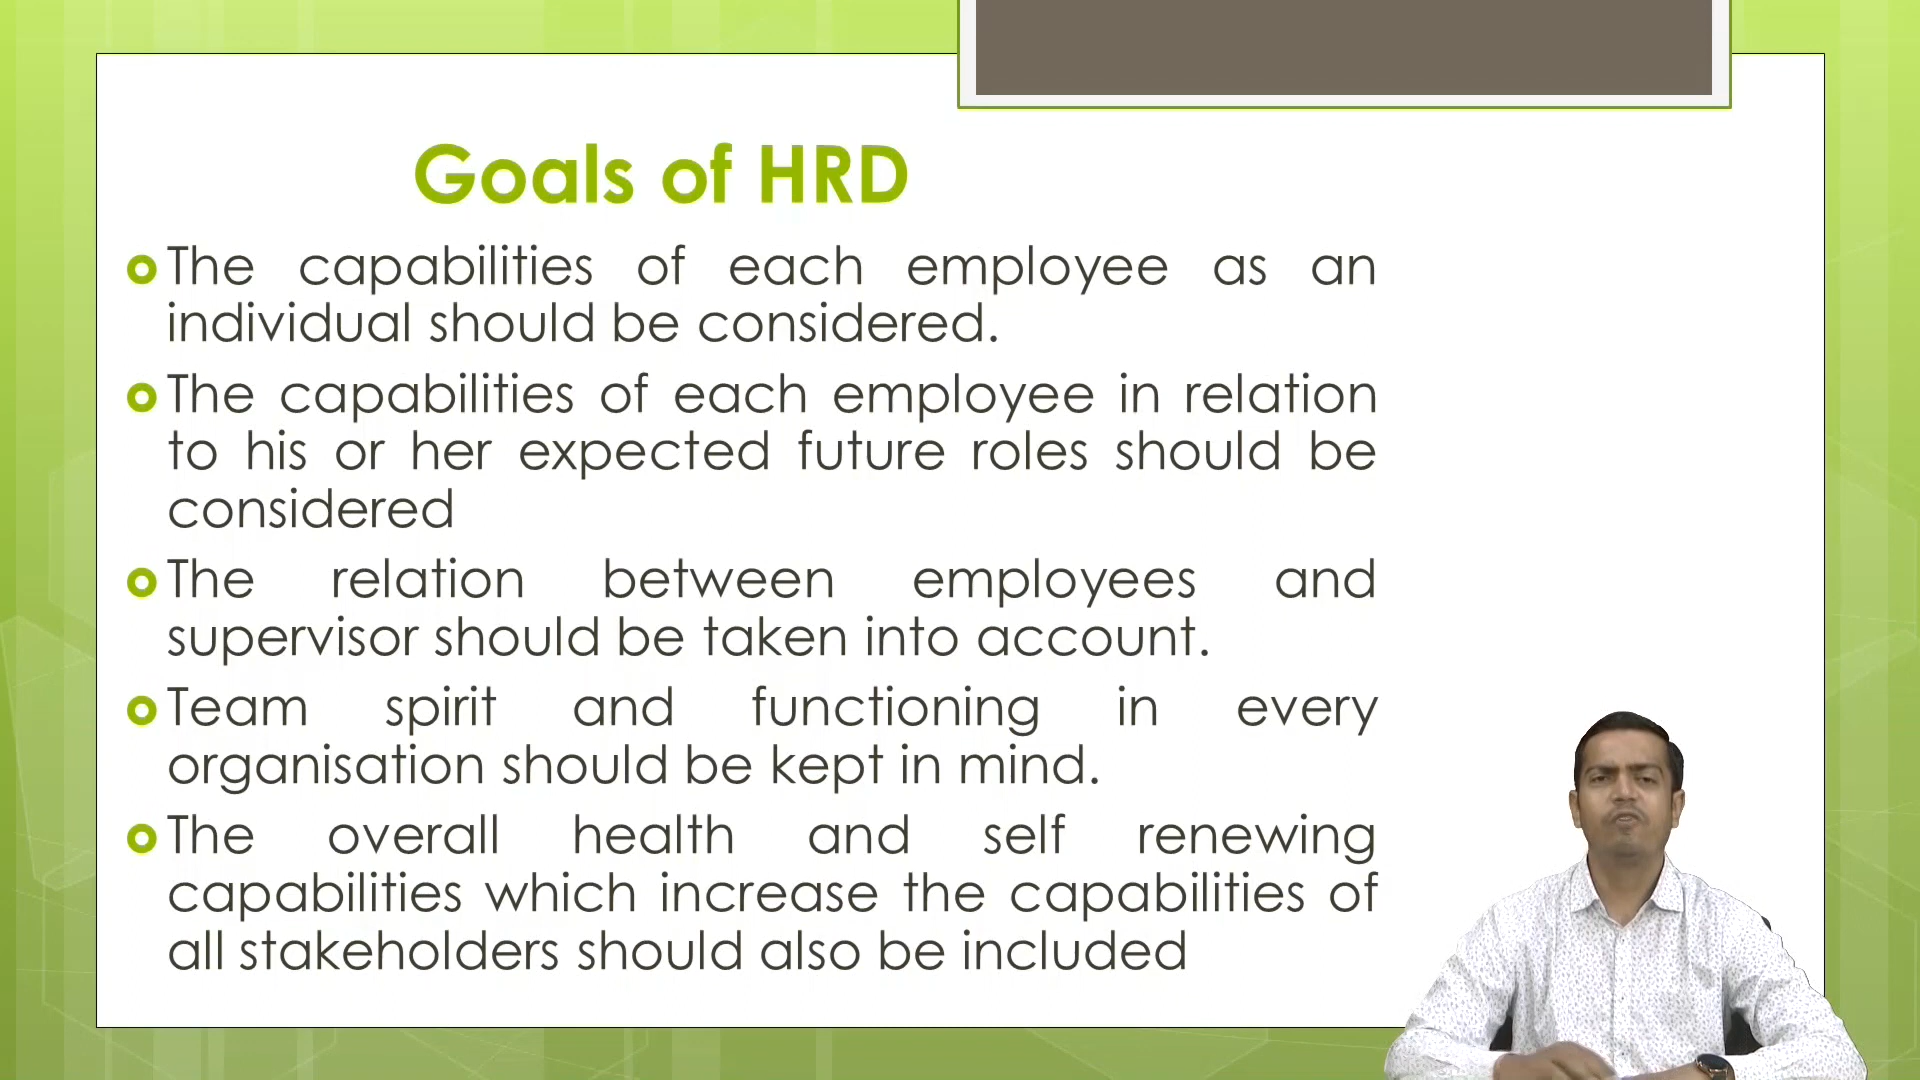 Goals of HRD
The capabilities of each employee as an
individual should be considered.
The capabilities of each employee in relation
to his or her expected future roles should be
considered
The relation between employees and
supervisor should be taken into account.
Team spirit and functioning in every
organisation should be kept in mind.
The overall health and self renewing
capabilities which increase the capabilities of
all stakeholders should also be included